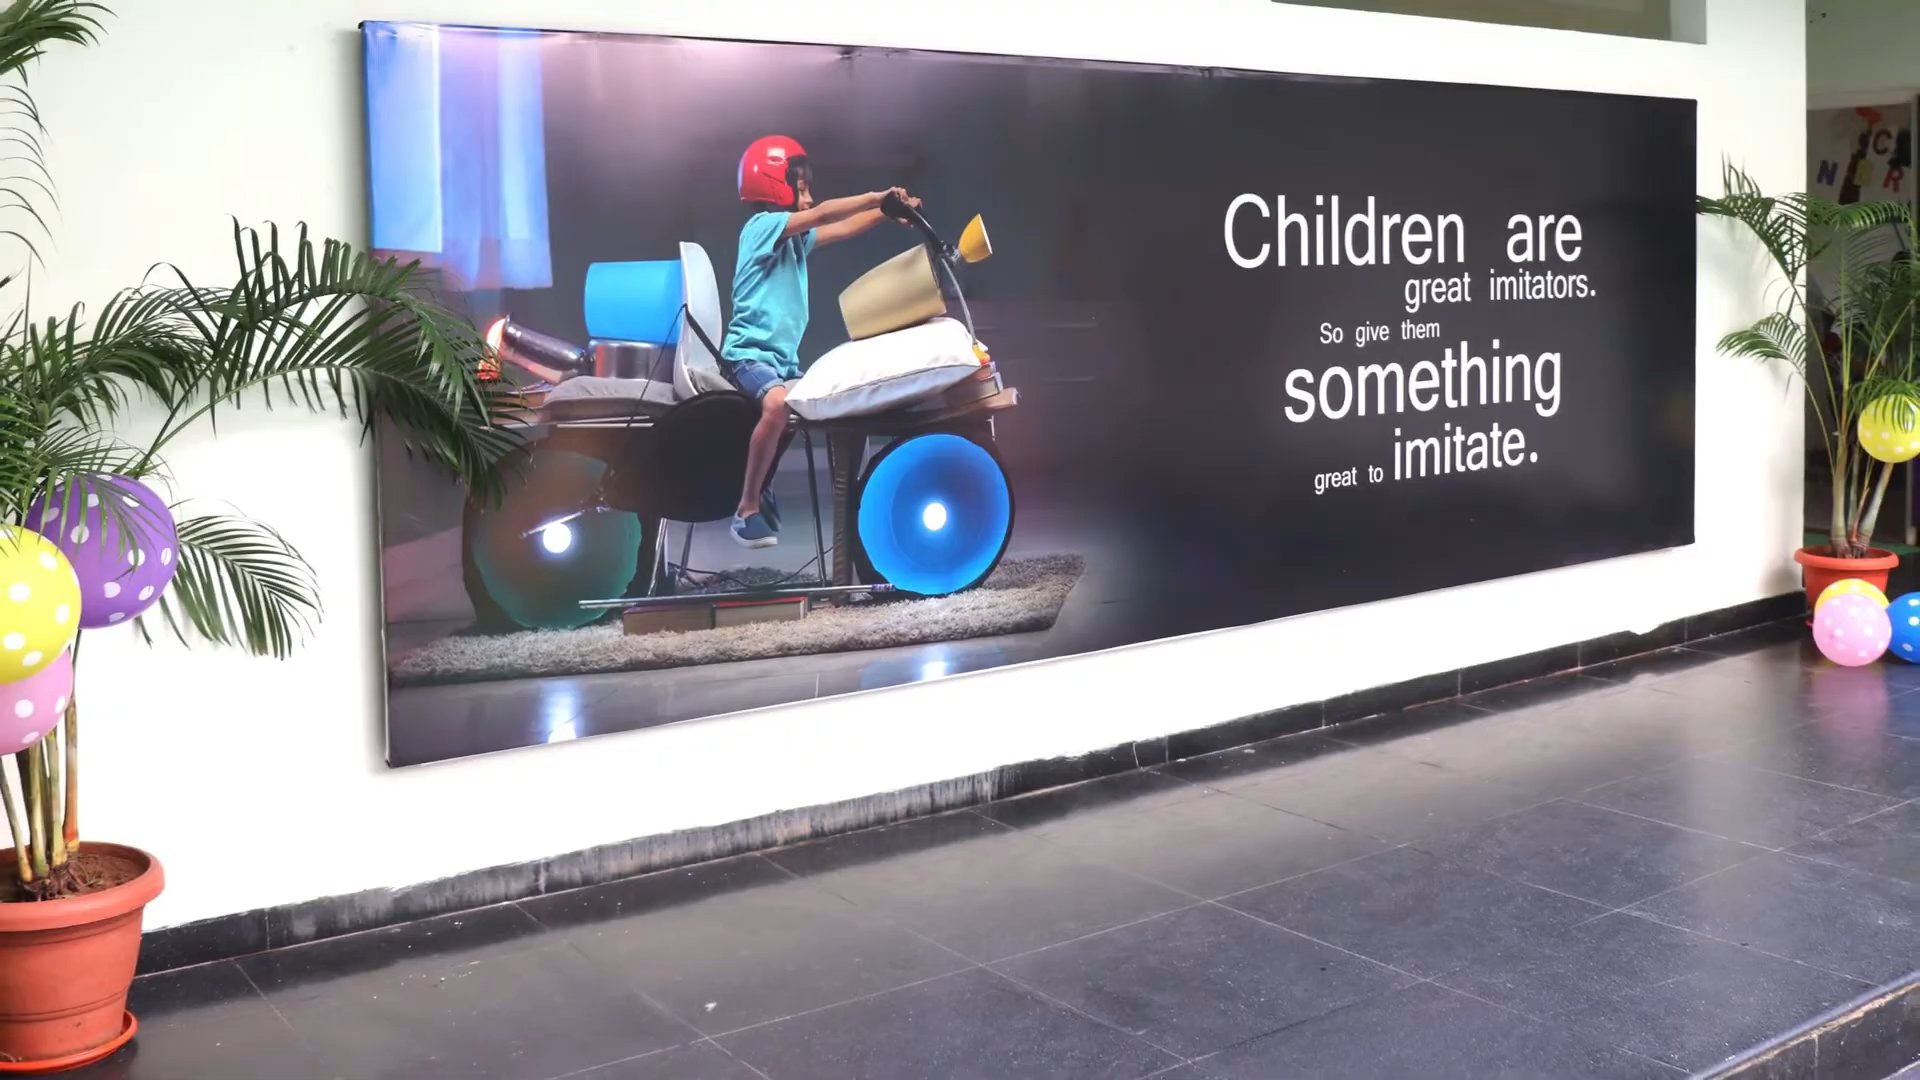 Children are
great imitators.
So give them
something
great to imitate.